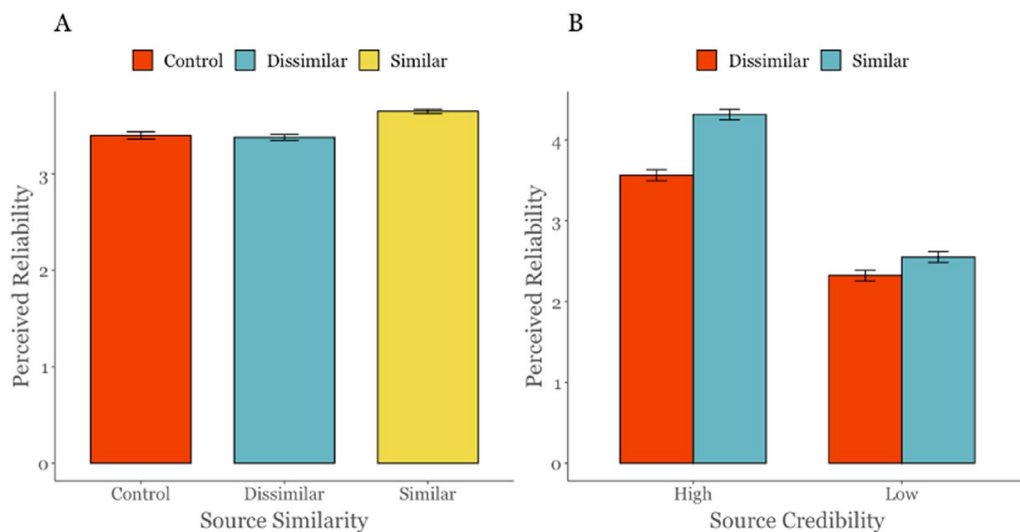 A
Control Dissimilar Similar
Perceived Reliability
3
2
1
0
Control Dissimilar Similar
Source Similarity
B
Dissimilar Similar
Perceived Reliability
4
3
2
1
0
High Low
Source Credibility